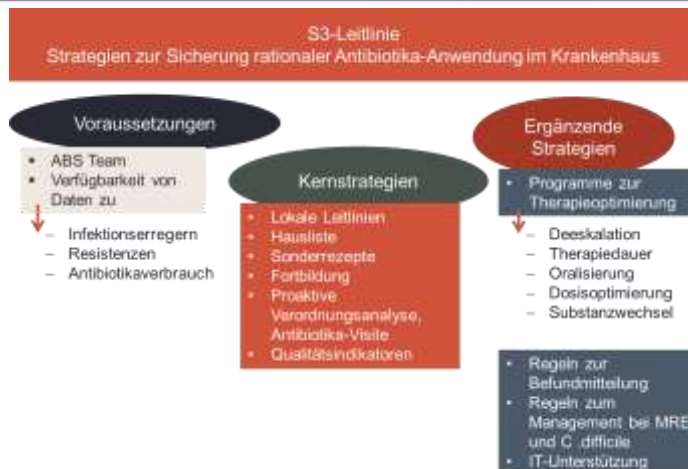 S3-Leitlinie
Strategien zur Sicherung rationaler Antibiotika-Anwendung im Krankenhaus
Voraussetzungen
• ABS Team
• Verfügbarkeit von
Daten zu
– Infektionserregern
– Resistenzen
– Antibiotikaverbrauch
Kernstrategien
• Lokale Leitlinien
• Hausliste
• Sonderrezepte
• Fortbildung
• Proaktive
Verordnungsanalyse,
Antibiotika-Visite
• Qualitätsindikatoren
Ergänzende
Strategien
• Programme zur
Therapieoptimierung
– Deeskalation
– Therapiedauer
– Oralisierung
– Dosisoptimierung
– Substanzwechsel
• Regeln zur
Befundmitteilung
• Regeln zum
Management bei MRE
und C. difficile
• IT-Unterstützung